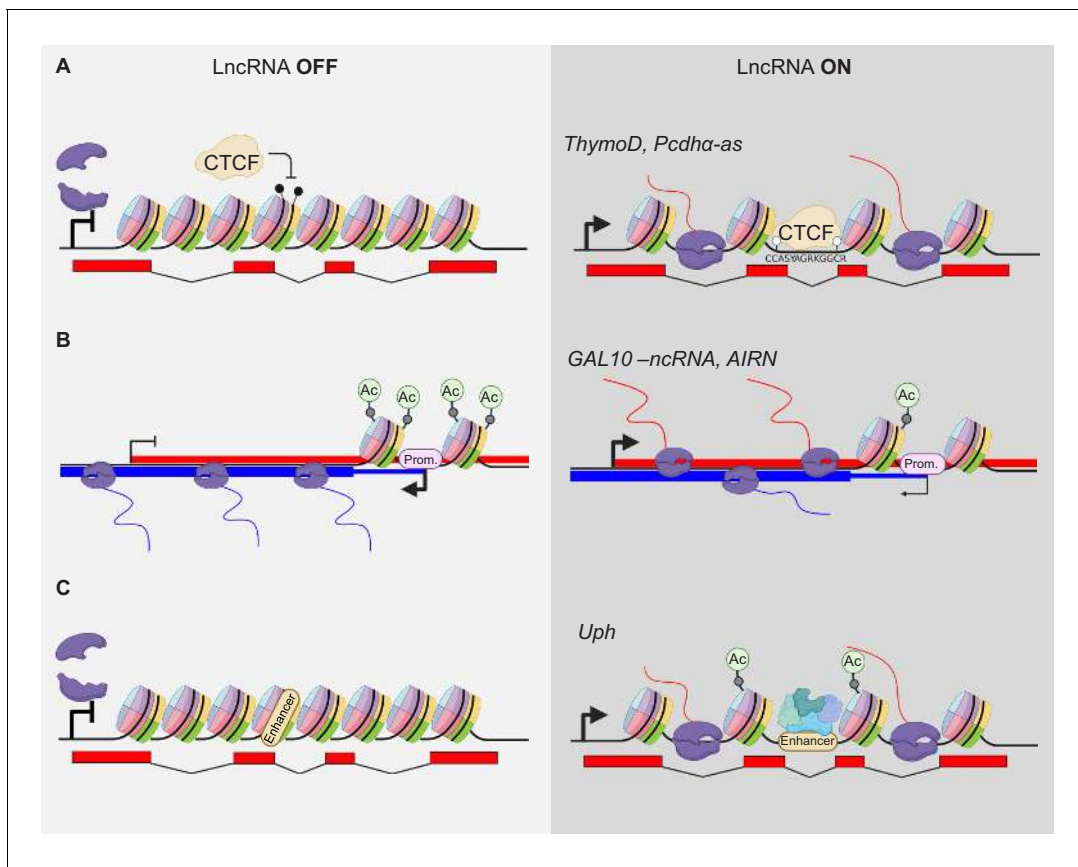 A
LncRNA OFF
LncRNA ON
CTCF
ThymoD, Pcdhα-as
CTCF
CCASYAGRKGGCR
B
GAL10 –ncRNA, AIRN
Ac
Ac
Ac
Ac
Prom.
Ac
Prom.
C
Uph
Enhancer
Ac
Ac
Enhancer